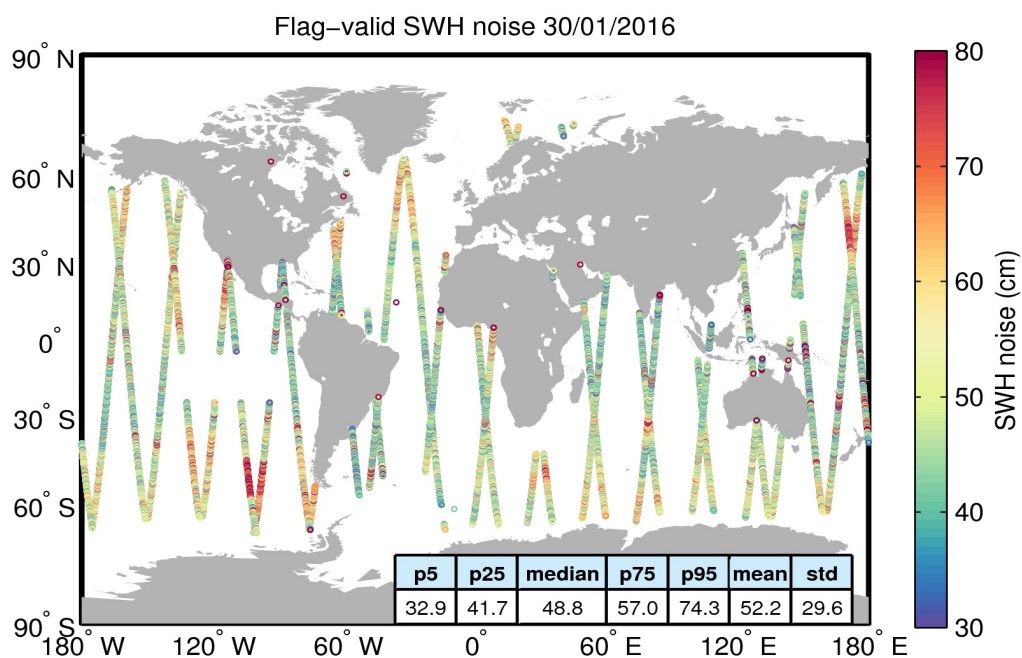 Flag−valid SWH noise 30/01/2016
90° N
60° N
30° N
0°
30° S
60° S
90° S
180° W
120° W
60° W
0°
60° E
120° E
180° E
80
70
60
50
40
30
SWH noise (cm)
p5 p25 median p75 p95 mean std
32.9 41.7 48.8 57.0 74.3 52.2 29.6